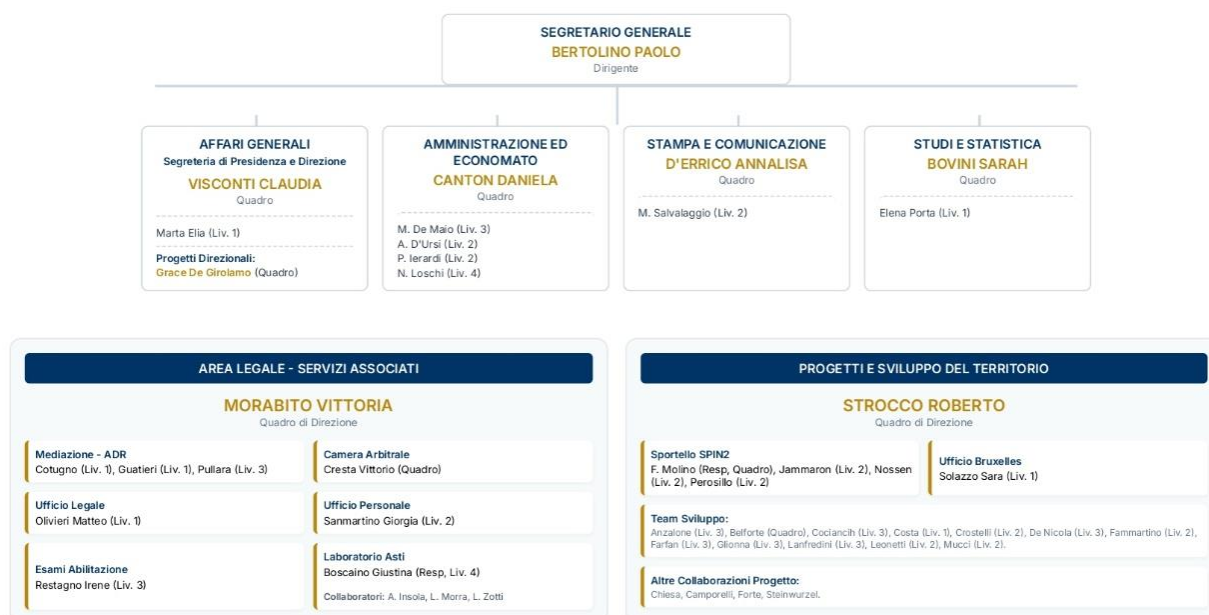 SEGRETARIO GENERALE
BERTOLINO PAOLO
Dirigente
AFFARI GENERALI
Segreteria di Presidenza e Direzione
VISCONTI CLAUDIA
Quadro
Marta Elia (Liv. 1)
Progetti Direzionali:
Grace De Girolamo (Quadro)
AMMINISTRAZIONE ED
ECONOMATO
CANTON DANIELA
Quadro
M. De Maio (Liv. 3)
A. D'Ursi (Liv. 2)
P. Ierardi (Liv. 2)
N. Loschi (Liv. 4)
STAMPA E COMUNICAZIONE
D'ERRICO ANNALISA
Quadro
M. Salvalaggio (Liv. 2)
STUDI E STATISTICA
BOVINI SARAH
Quadro
Elena Porta (Liv. 1)
AREA LEGALE - SERVIZI ASSOCIATI
MORABITO VITTORIA
Quadro di Direzione
Mediazione - ADR
Cotugno (Liv. 1), Guatieri (Liv. 1), Pullara (Liv. 3)
Camera Arbitrale
Cresta Vittorio (Quadro)
Ufficio Legale
Olivieri Matteo (Liv. 1)
Ufficio Personale
Sanmartino Giorgia (Liv. 2)
Esami Abilitazione
Restagno Irene (Liv. 3)
Laboratorio Asti
Boscaino Giustina (Resp, Liv. 4)
Collaboratori: A. Insola, L. Morra, L. Zotti
PROGETTI E SVILUPPO DEL TERRITORIO
STROCCO ROBERTO
Quadro di Direzione
Sportello SPIN2
F. Molino (Resp, Quadro), Jammaron (Liv. 2), Nossen
(Liv. 2), Perosillo (Liv. 2)
Ufficio Bruxelles
Solazzo Sara (Liv. 1)
Team Sviluppo:
Anzalone (Liv. 3), Belforte (Quadro), Cociancih (Liv. 3), Costa (Liv. 1), Crostelli (Liv. 2), De Nicola (Liv. 3), Fammartino (Liv. 2),
Farfan (Liv. 3), Glionna (Liv. 3), Lanfredini (Liv. 3), Leonetti (Liv. 2), Mucci (Liv. 2).
Altre Collaborazioni Progetto:
Chiesa, Camporelli, Forte, Steinwurzel.